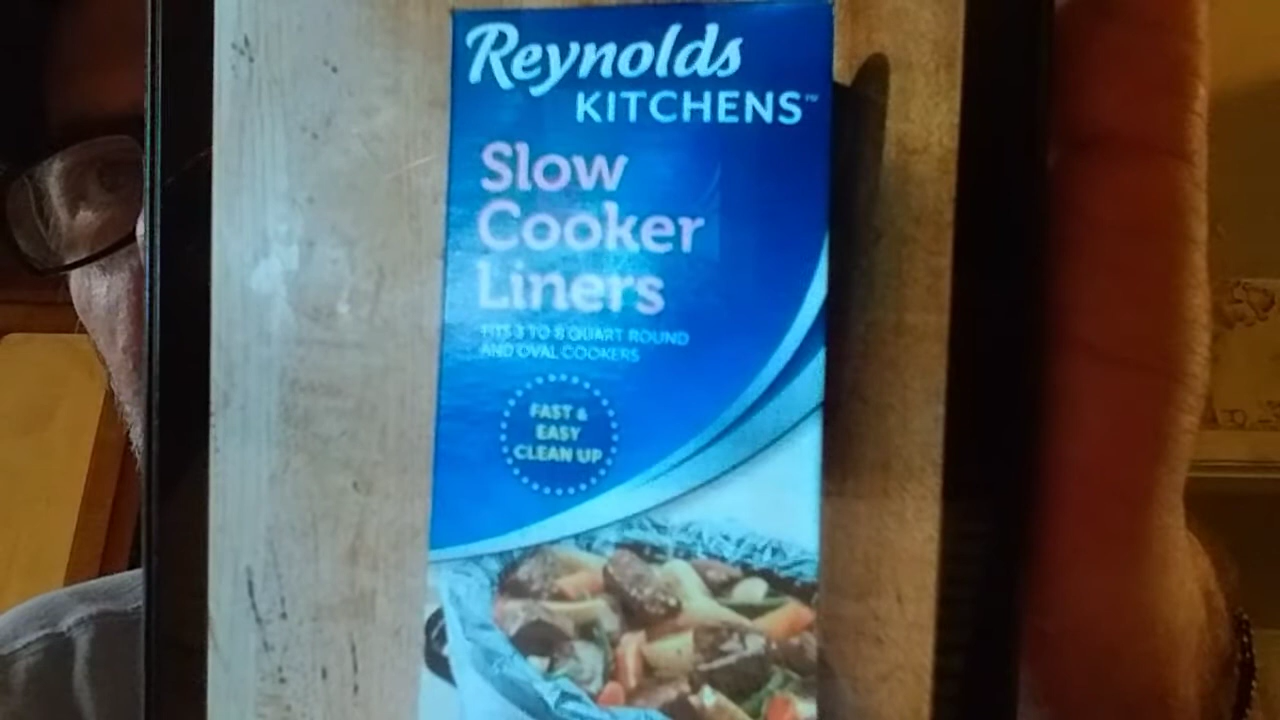 Reynolds
KITCHENS™
Slow
Cooker
Liners
FITS 3 TO 8 QUART ROUND
AND OVAL COOKERS
FAST &
EASY
CLEAN UP